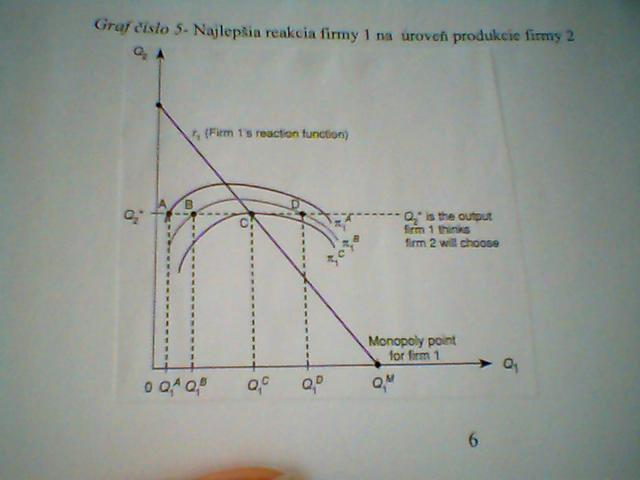 Graf číslo 5- Najlepšia reakcia firmy 1 na úroveň produkcie firmy 2
Q₂
r₁ (Firm 1's reaction function)
A B D
Q₂* C
π₁ᴬ
π₁ᴮ
π₁ᶜ
Q₂* is the output
firm 1 thinks
firm 2 will choose
Monopoly point
for firm 1
Q₁
0 Q₁ᴬ Q₁ᴮ Q₁ᶜ Q₁ᴰ Q₁ᴹ
6